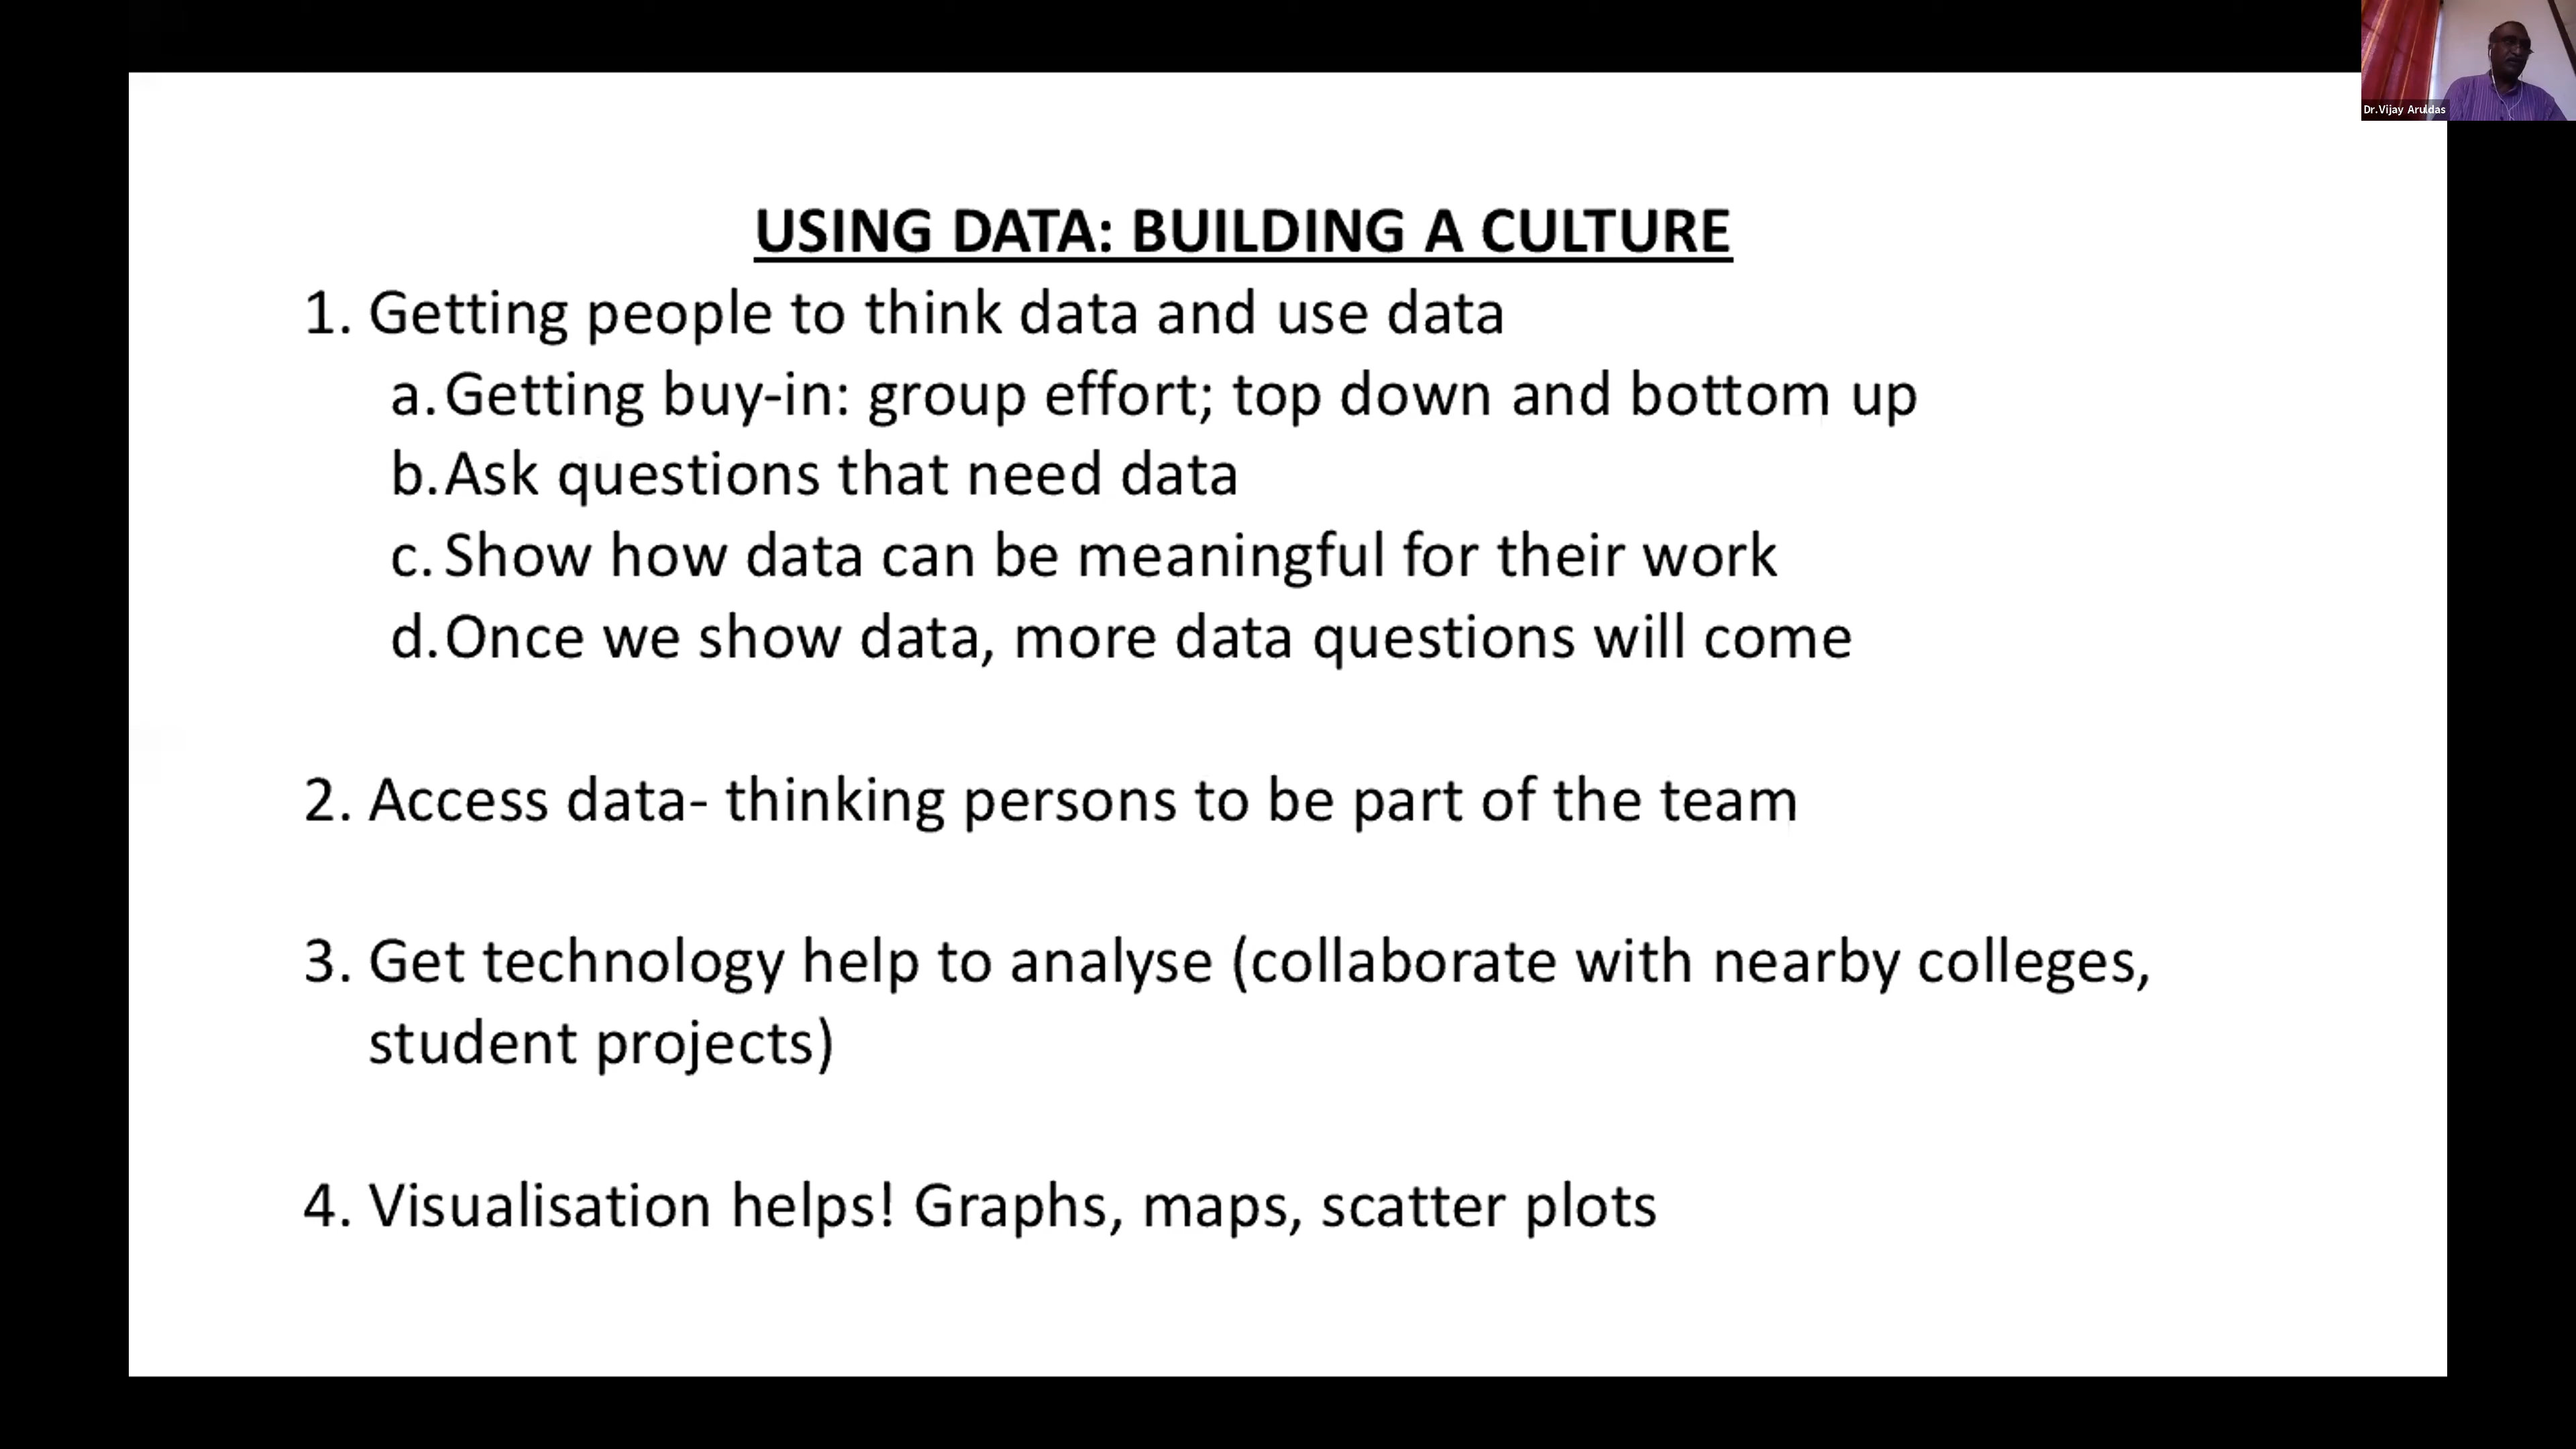 Dr.Vijay Aruldas
USING DATA: BUILDING A CULTURE
1. Getting people to think data and use data
a. Getting buy-in: group effort; top down and bottom up
b. Ask questions that need data
c. Show how data can be meaningful for their work
d. Once we show data, more data questions will come
2. Access data- thinking persons to be part of the team
3. Get technology help to analyse (collaborate with nearby colleges,
student projects)
4. Visualisation helps! Graphs, maps, scatter plots